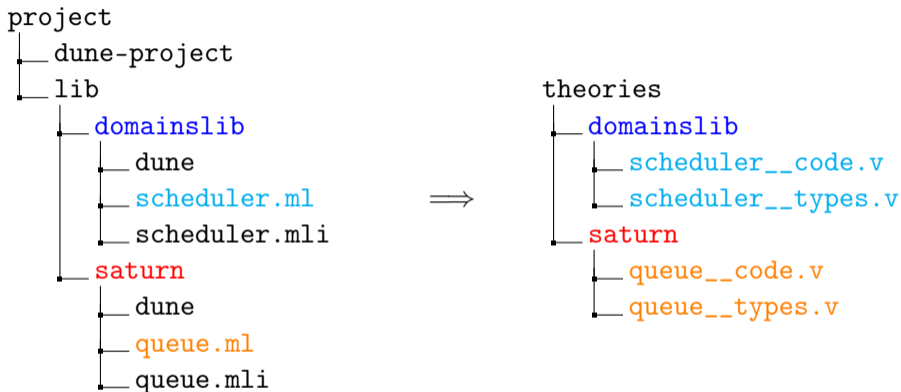 project
dune-project
lib
domainslib
dune
scheduler.ml
scheduler.mli
saturn
dune
queue.ml
queue.mli
⟹
theories
domainslib
scheduler__code.v
scheduler__types.v
saturn
queue__code.v
queue__types.v